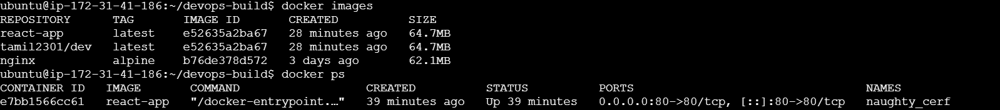 ubuntu@ip-172-31-41-186:~/devops-build$ docker images
REPOSITORY      TAG       IMAGE ID       CREATED          SIZE
react-app       latest    e52635a2ba67   28 minutes ago   64.7MB
tamil2301/dev   latest    e52635a2ba67   28 minutes ago   64.7MB
nginx           alpine    b76de378d572   3 days ago       62.1MB
ubuntu@ip-172-31-41-186:~/devops-build$ docker ps
CONTAINER ID   IMAGE       COMMAND                  CREATED          STATUS          PORTS                                 NAMES
e7bb1566cc61   react-app   "/docker-entrypoint.…"   39 minutes ago   Up 39 minutes   0.0.0.0:80->80/tcp, [::]:80->80/tcp   naughty_cerf